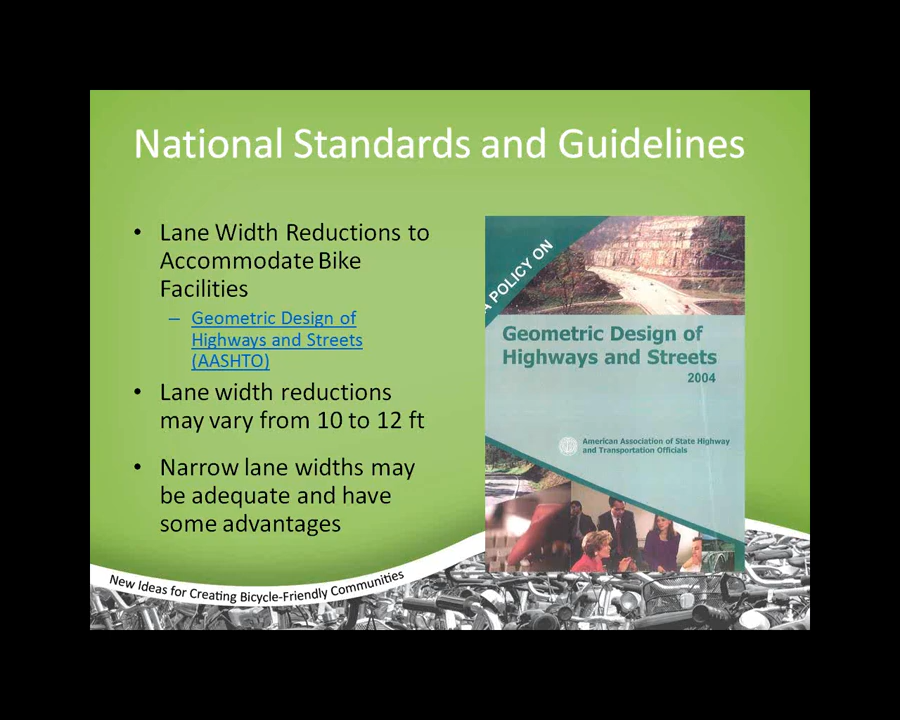 National Standards and Guidelines
• Lane Width Reductions to
Accommodate Bike
Facilities
– Geometric Design of
Highways and Streets
(AASHTO)
• Lane width reductions
may vary from 10 to 12 ft
• Narrow lane widths may
be adequate and have
some advantages
A POLICY ON
Geometric Design of
Highways and Streets
2004
American Association of State Highway
and Transportation Officials
New Ideas for Creating Bicycle-Friendly Communities